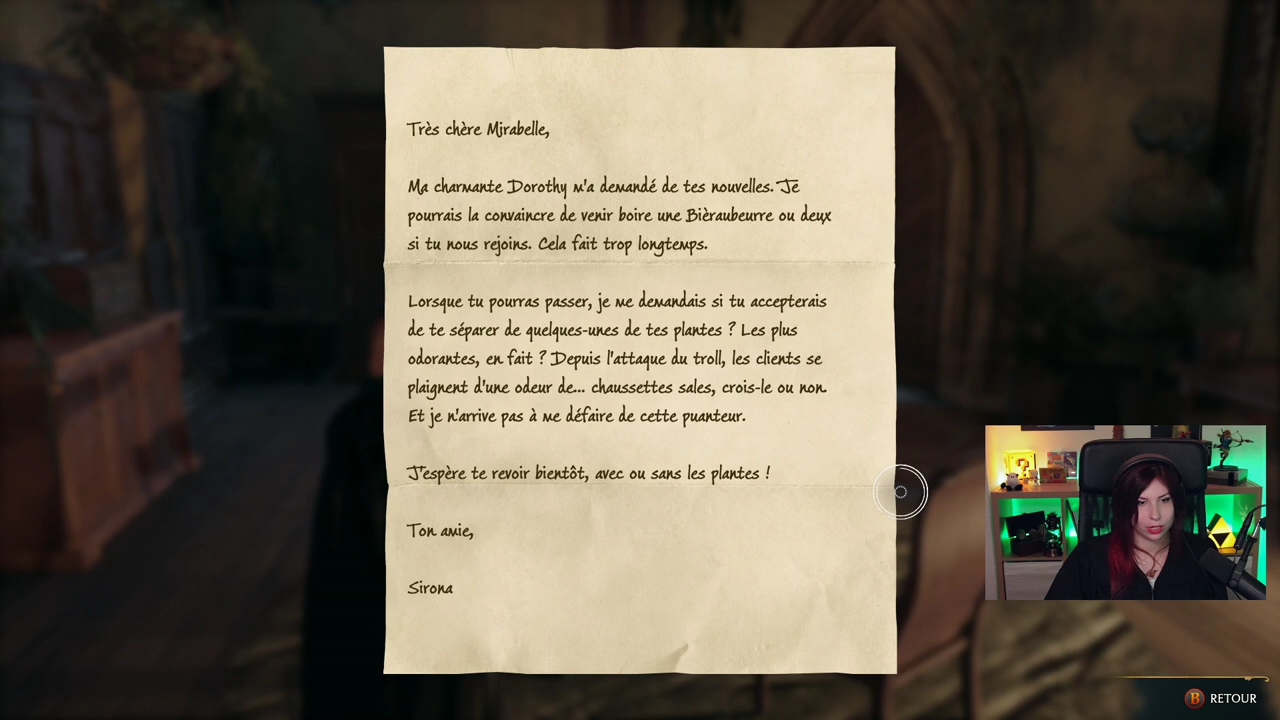 Très chère Mirabelle,
Ma charmante Dorothy m'a demandé de tes nouvelles. Je
pourrais la convaincre de venir boire une Bièraubeurre ou deux
si tu nous rejoins. Cela fait trop longtemps.
Lorsque tu pourras passer, je me demandais si tu accepterais
de te séparer de quelques-unes de tes plantes ? Les plus
odorantes, en fait ? Depuis l'attaque du troll, les clients se
plaignent d'une odeur de... chaussettes sales, crois-le ou non.
Et je n'arrive pas à me défaire de cette puanteur.
J'espère te revoir bientôt, avec ou sans les plantes !
Ton amie,
Sirona
B RETOUR